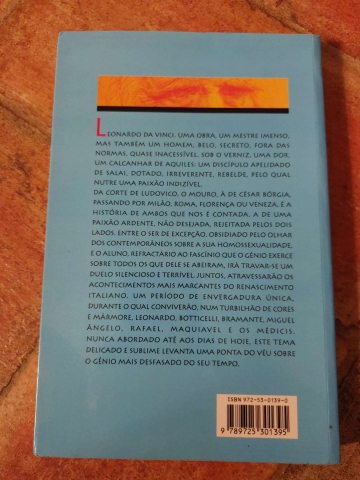 LEONARDO DA VINCI. UMA OBRA, UM MESTRE IMENSO,
MAS TAMBÉM UM HOMEM, BELO, SECRETO, FORA DAS
NORMAS, QUASE INACESSÍVEL. SOB O VERNIZ, UMA DOR,
UM CALCANHAR DE AQUILES: UM DISCÍPULO APELIDADO
DE SALAI, DOTADO, IRREVERENTE, REBELDE, PELO QUAL
NUTRE UMA PAIXÃO INDIZÍVEL.
DA CORTE DE LUDOVICO, O MOURO, À DE CÉSAR BÓRGIA,
PASSANDO POR MILÃO, ROMA, FLORENÇA OU VENEZA, É A
HISTÓRIA DE AMBOS QUE NOS É CONTADA. A DE UMA
PAIXÃO ARDENTE, NÃO DESEJADA, REJEITADA PELOS DOIS
LADOS. ENTRE O SER DE EXCEPÇÃO, OBSIDIADO PELO OLHAR
DOS CONTEMPORÂNEOS SOBRE A SUA HOMOSSEXUALIDADE,
E O ALUNO, REFRACTÁRIO AO FASCÍNIO QUE O GÉNIO EXERCE
SOBRE TODOS OS QUE DELE SE ABEIRAM, IRÁ TRAVAR-SE UM
DUELO SILENCIOSO E TERRÍVEL. JUNTOS, ATRAVESSARÃO OS
ACONTECIMENTOS MAIS MARCANTES DO RENASCIMENTO
ITALIANO. UM PERÍODO DE ENVERGADURA ÚNICA,
DURANTE O QUAL CONVIVERÃO, NUM TURBILHÃO DE CORES
E MÁRMORE, LEONARDO, BOTTICELLI, BRAMANTE, MIGUEL
ÂNGELO, RAFAEL, MAQUIAVEL E OS MÉDICIS.
NUNCA ABORDADO ATÉ AOS DIAS DE HOJE, ESTE TEMA
DELICADO E SUBLIME LEVANTA UMA PONTA DO VÉU SOBRE
O GÉNIO MAIS DESFASADO DO SEU TEMPO.
ISBN 972-53-0139-0
9 789725 301395